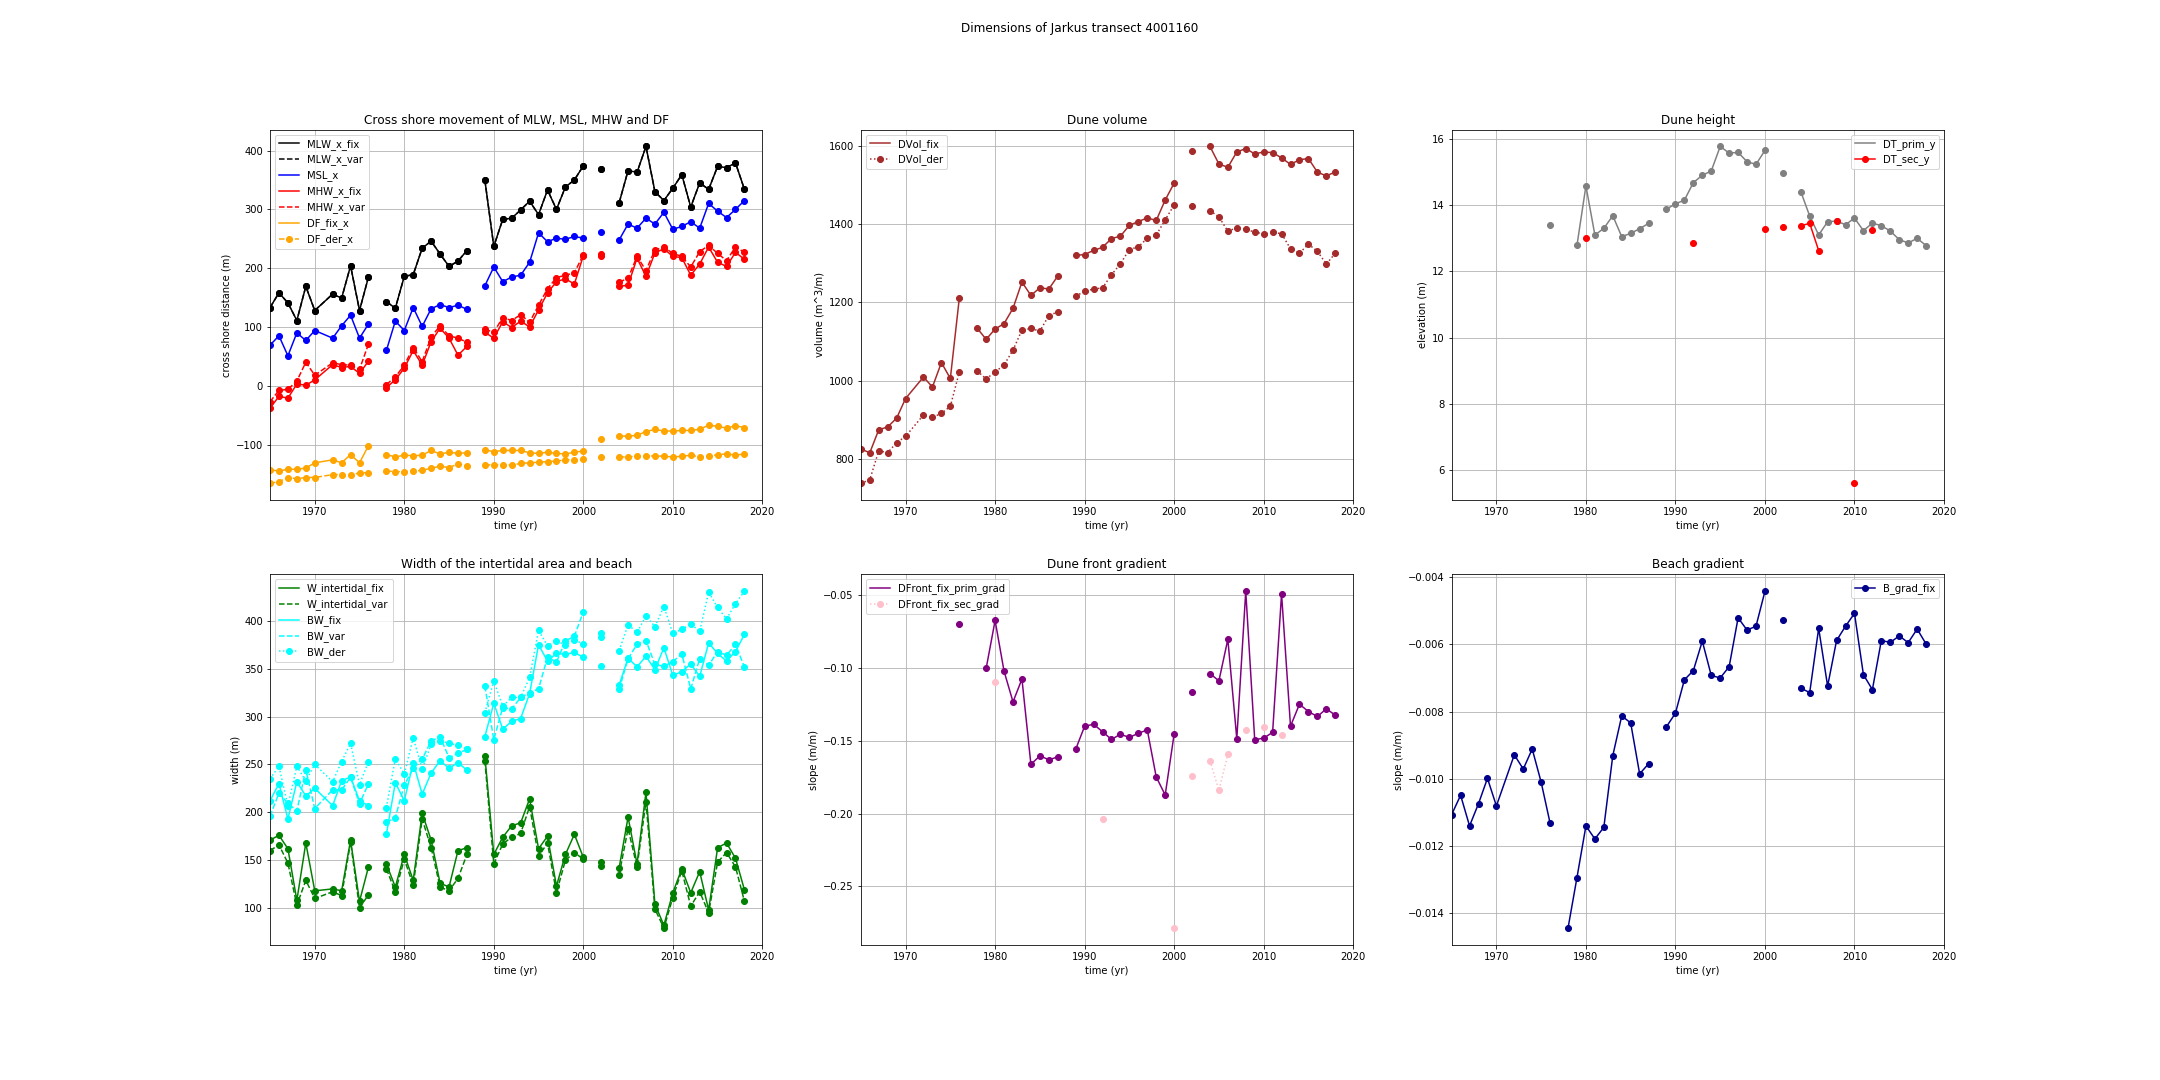 Dimensions of Jarkus transect 4001160
Cross shore movement of MLW, MSL, MHW and DF
MLW_x_fix
MLW_x_var
MSL_x
MHW_x_fix
MHW_x_var
DF_fix_x
DF_der_x
400
300
200
100
0
−100
cross shore distance (m)
1970 1980 1990 2000 2010 2020
time (yr)
Dune volume
DVol_fix
DVol_der
1600
1400
1200
1000
800
volume (m^3/m)
1970 1980 1990 2000 2010 2020
time (yr)
Dune height
DT_prim_y
DT_sec_y
16
14
12
10
8
6
elevation (m)
1970 1980 1990 2000 2010 2020
time (yr)
Width of the intertidal area and beach
W_intertidal_fix
W_intertidal_var
BW_fix
BW_var
BW_der
400
350
300
250
200
150
100
width (m)
1970 1980 1990 2000 2010 2020
time (yr)
Dune front gradient
DFront_fix_prim_grad
DFront_fix_sec_grad
−0.05
−0.10
−0.15
−0.20
−0.25
slope (m/m)
1970 1980 1990 2000 2010 2020
time (yr)
Beach gradient
B_grad_fix
−0.004
−0.006
−0.008
−0.010
−0.012
−0.014
slope (m/m)
1970 1980 1990 2000 2010 2020
time (yr)